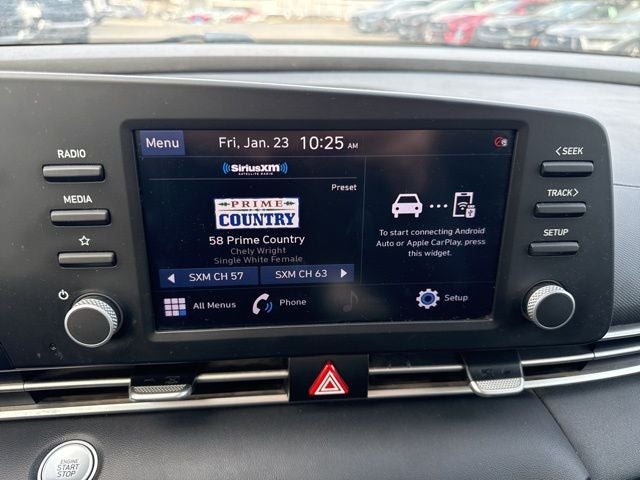 RADIO
MEDIA
Menu
Fri, Jan. 23 10:25 AM
SiriusXM
SATELLITE RADIO
Preset
PRIME
COUNTRY
58 Prime Country
Chely Wright
Single White Female
SXM CH 57
SXM CH 63
To start connecting Android
Auto or Apple CarPlay, press
this widget.
All Menus
Phone
Setup
<SEEK
TRACK>
SETUP
ENGINE
START
STOP